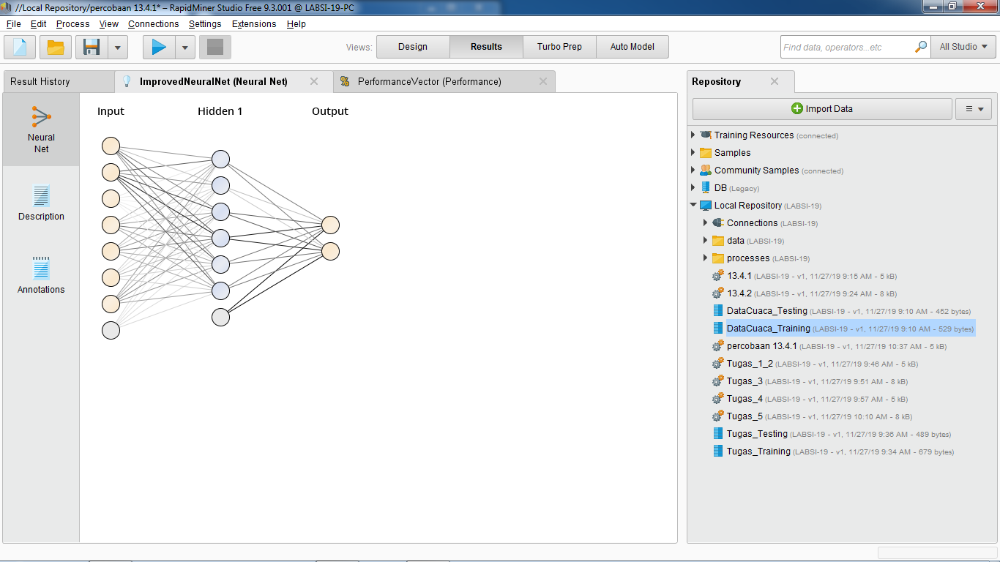 //Local Repository/percobaan 13.4.1* – RapidMiner Studio Free 9.3.001 @ LABSI-19-PC
File Edit Process View Connections Settings Extensions Help
Views: Design Results Turbo Prep Auto Model Find data, operators...etc All Studio
Result History ImprovedNeuralNet (Neural Net) PerformanceVector (Performance) Repository
Neural
Net
Description
Annotations
Input Hidden 1 Output
Import Data
Training Resources (connected)
Samples
Community Samples (connected)
DB (Legacy)
Local Repository (LABSI-19)
Connections (LABSI-19)
data (LABSI-19)
processes (LABSI-19)
13.4.1 (LABSI-19 - v1, 11/27/19 9:15 AM - 5 kB)
13.4.2 (LABSI-19 - v1, 11/27/19 9:24 AM - 8 kB)
DataCuaca_Testing (LABSI-19 - v1, 11/27/19 9:10 AM - 452 bytes)
DataCuaca_Training (LABSI-19 - v1, 11/27/19 9:10 AM - 529 bytes)
percobaan 13.4.1 (LABSI-19 - v1, 11/27/19 10:37 AM - 5 kB)
Tugas_1_2 (LABSI-19 - v1, 11/27/19 9:46 AM - 5 kB)
Tugas_3 (LABSI-19 - v1, 11/27/19 9:51 AM - 8 kB)
Tugas_4 (LABSI-19 - v1, 11/27/19 9:57 AM - 5 kB)
Tugas_5 (LABSI-19 - v1, 11/27/19 10:10 AM - 8 kB)
Tugas_Testing (LABSI-19 - v1, 11/27/19 9:36 AM - 489 bytes)
Tugas_Training (LABSI-19 - v1, 11/27/19 9:34 AM - 679 bytes)